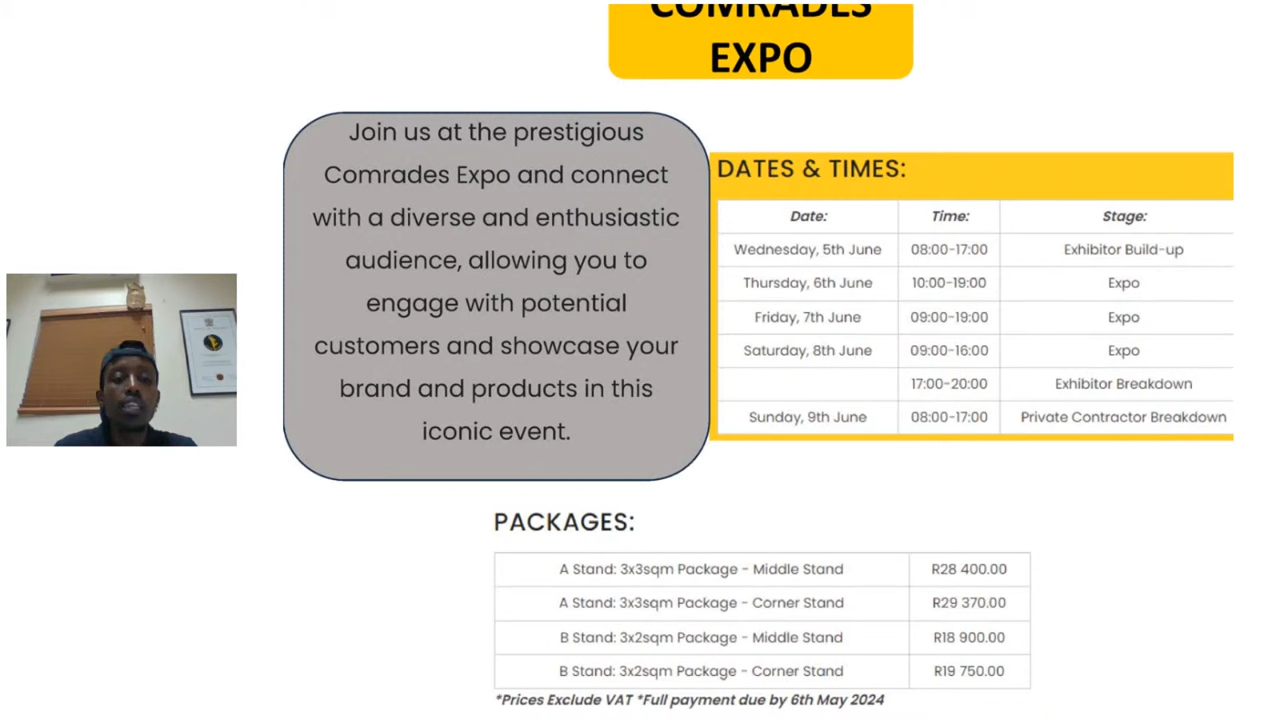 COMRADES
EXPO
Join us at the prestigious
Comrades Expo and connect
with a diverse and enthusiastic
audience, allowing you to
engage with potential
customers and showcase your
brand and products in this
iconic event.
DATES & TIMES:
Date: Time: Stage:
Wednesday, 5th June 08:00-17:00 Exhibitor Build-up
Thursday, 6th June 10:00-19:00 Expo
Friday, 7th June 09:00-19:00 Expo
Saturday, 8th June 09:00-16:00 Expo
17:00-20:00 Exhibitor Breakdown
Sunday, 9th June 08:00-17:00 Private Contractor Breakdown
PACKAGES:
A Stand: 3x3sqm Package - Middle Stand R28 400.00
A Stand: 3x3sqm Package - Corner Stand R29 370.00
B Stand: 3x2sqm Package - Middle Stand R18 900.00
B Stand: 3x2sqm Package - Corner Stand R19 750.00
*Prices Exclude VAT *Full payment due by 6th May 2024